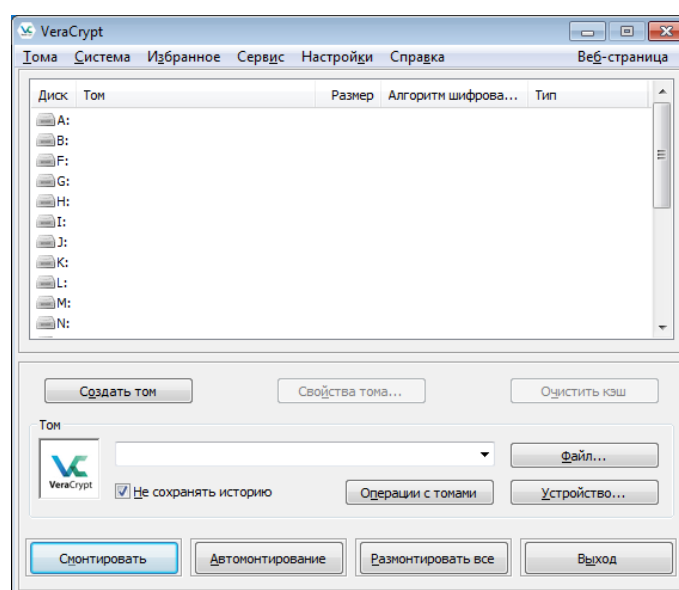 VeraCrypt
Тома Система Избранное Сервис Настройки Справка Веб-страница
Диск Том Размер Алгоритм шифрова... Тип
A:
B:
F:
G:
H:
I:
J:
K:
L:
M:
N:
Создать том Свойства тома... Очистить кэш
Том
VeraCrypt
Файл...
Не сохранять историю Операции с томами Устройство...
Смонтировать Автомонтирование Размонтировать все Выход